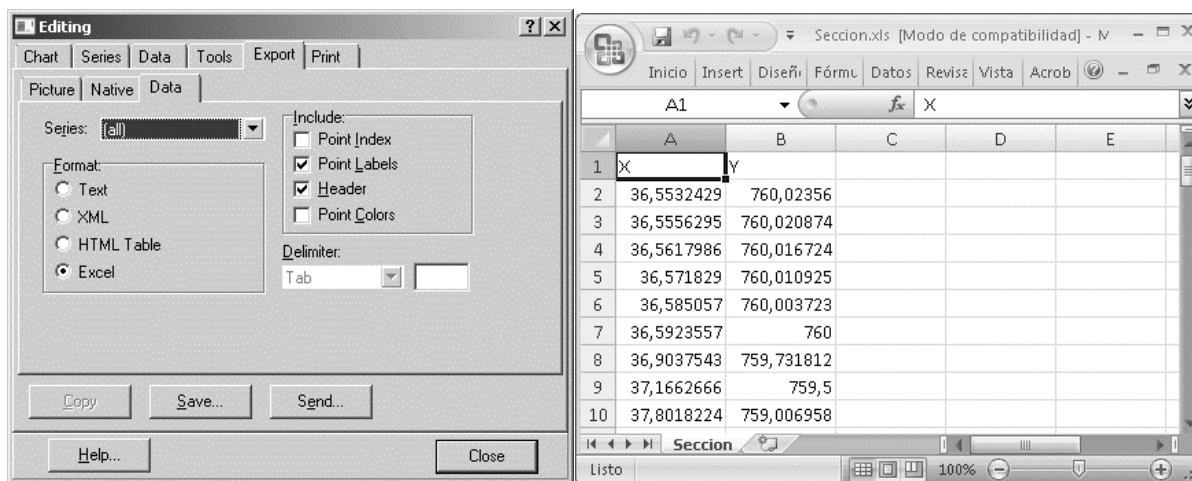 Editing
Chart Series Data Tools Export Print
Picture Native Data
Series: (all)
Format:
Text
XML
HTML Table
Excel
Include:
Point Index
Point Labels
Header
Point Colors
Delimiter:
Tab
Copy Save... Send...
Help... Close
Seccion.xls [Modo de compatibilidad] - M
Inicio Insert Diseñ Fórmu Datos Revisa Vista Acrob
A1 fx X
A B C D E
1 X Y
2 36,5532429 760,02356
3 36,5556295 760,020874
4 36,5617986 760,016724
5 36,571829 760,010925
6 36,585057 760,003723
7 36,5923557 760
8 36,9037543 759,731812
9 37,1662666 759,5
10 37,8018224 759,006958
Seccion
Listo 100%